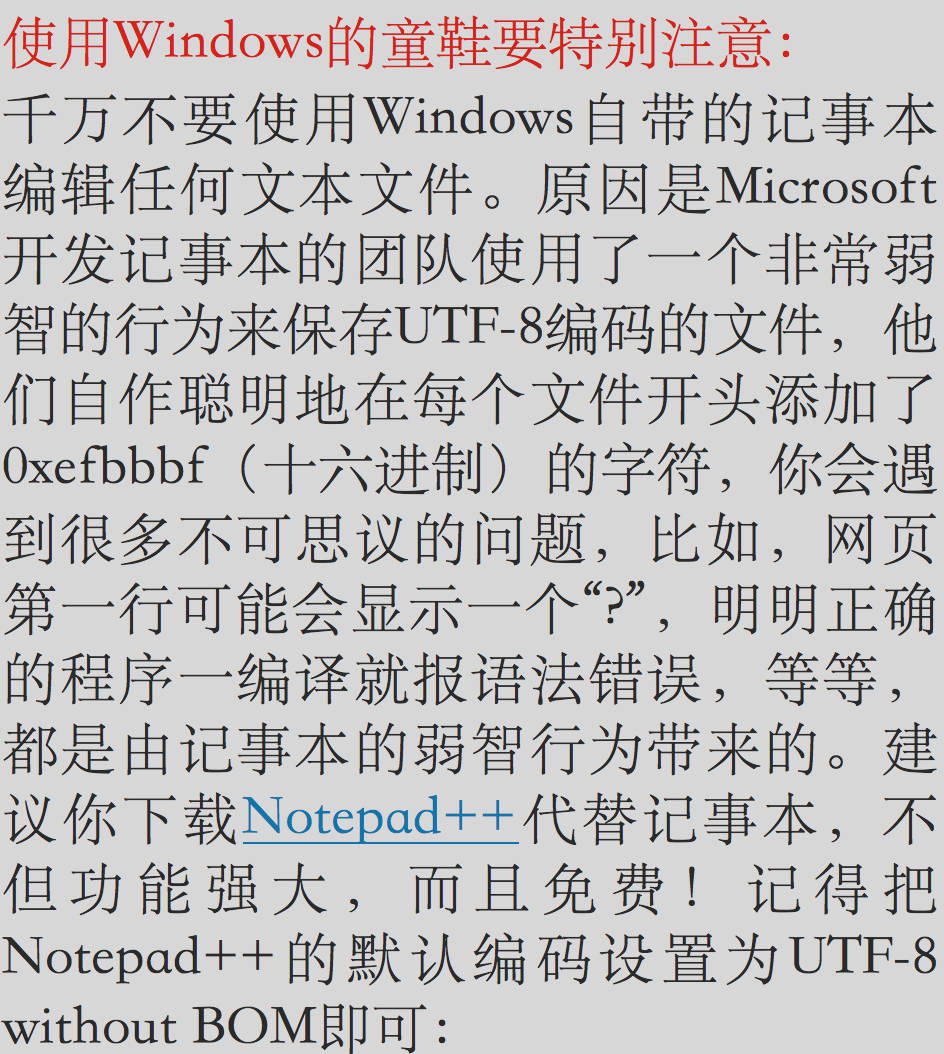 使用Windows的童鞋要特别注意：
千万不要使用Windows自带的记事本
编辑任何文本文件。原因是Microsoft
开发记事本的团队使用了一个非常弱
智的行为来保存UTF-8编码的文件，他
们自作聪明地在每个文件开头添加了
0xefbbbf（十六进制）的字符，你会遇
到很多不可思议的问题，比如，网页
第一行可能会显示一个“?”，明明正确
的程序一编译就报语法错误，等等，
都是由记事本的弱智行为带来的。建
议你下载Notepad++代替记事本，不
但功能强大，而且免费！记得把
Notepad++的默认编码设置为UTF-8
without BOM即可：